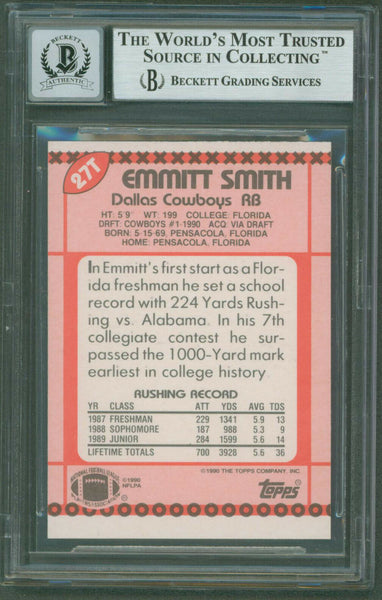 BECKETT
AUTHENTIC
THE WORLD'S MOST TRUSTED
SOURCE IN COLLECTING™
B BECKETT GRADING SERVICES
27T
EMMITT SMITH
Dallas Cowboys RB
HT: 5'9" WT: 199 COLLEGE: FLORIDA
DRFT: COWBOYS #1-1990 ACQ: VIA DRAFT
BORN: 5-15-69, PENSACOLA, FLORIDA
HOME: PENSACOLA, FLORIDA
In Emmitt's first start as a Flor-
ida freshman he set a school
record with 224 Yards Rush-
ing vs. Alabama. In his 7th
collegiate contest he sur-
passed the 1000-Yard mark
earliest in college history.
RUSHING RECORD
YR CLASS ATT YDS AVG TDS
1987 FRESHMAN 229 1341 5.9 13
1988 SOPHOMORE 187 988 5.3 9
1989 JUNIOR 284 1599 5.6 14
LIFETIME TOTALS 700 3928 5.6 36
©1990 THE TOPPS COMPANY, INC.
©1990
NFLPA
topps